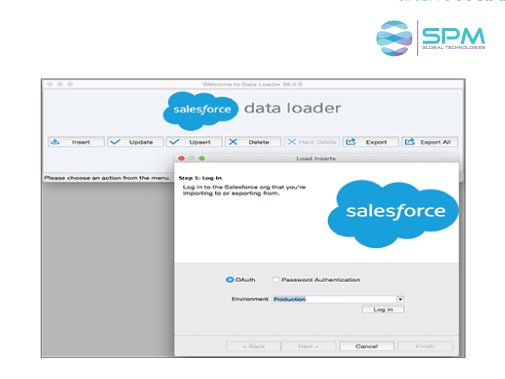 SPM
GLOBAL TECHNOLOGIES
Welcome to Data Loader 36.0.0
salesforce data loader
Insert Update Upsert Delete Hard Delete Export Export All
Load Inserts
Please choose an action from the menu.
Step 1: Log In
Log in to the Salesforce org that you're
importing to or exporting from.
salesforce
OAuth Password Authentication
Environment Production
Log in
< Back Next > Cancel Finish